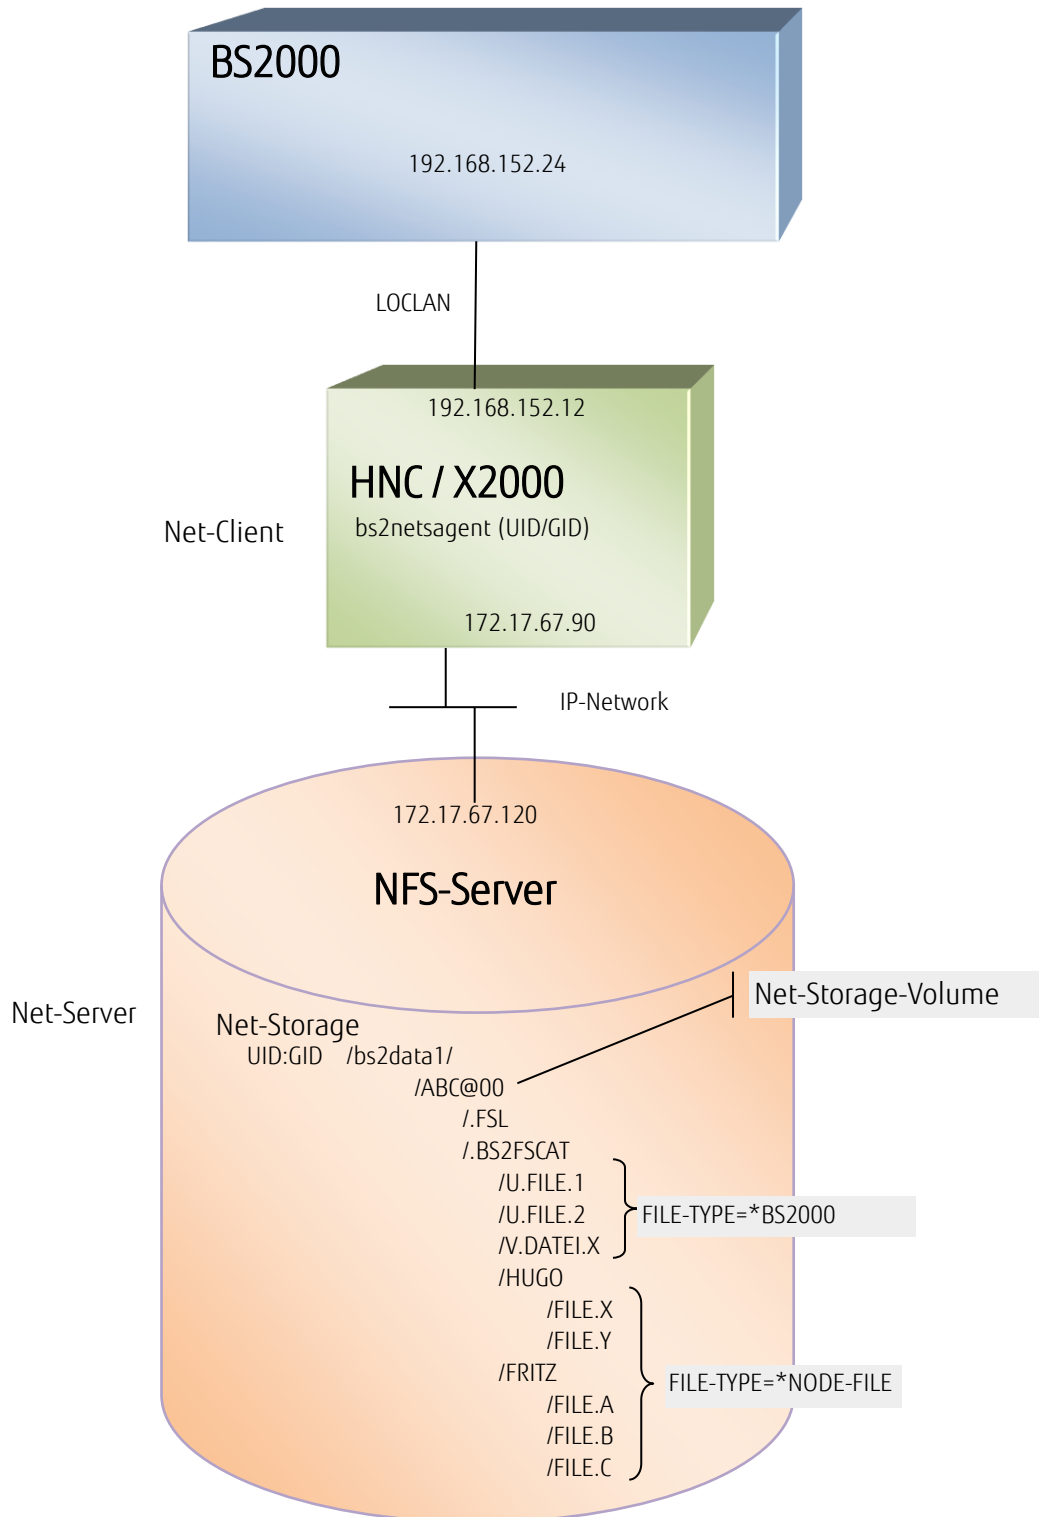 BS2000
192.168.152.24
LOCLAN
192.168.152.12
HNC / X2000
bs2netsagent (UID/GID)
Net-Client
172.17.67.90
IP-Network
172.17.67.120
NFS-Server
Net-Storage-Volume
Net-Server
Net-Storage
UID:GID /bs2data1/
/ABC@00
/.FSL
/.BS2FSCAT
/U.FILE.1
/U.FILE.2
FILE-TYPE=*BS2000
/V.DATEI.X
/HUGO
/FILE.X
/FILE.Y
/FRITZ
FILE-TYPE=*NODE-FILE
/FILE.A
/FILE.B
/FILE.C